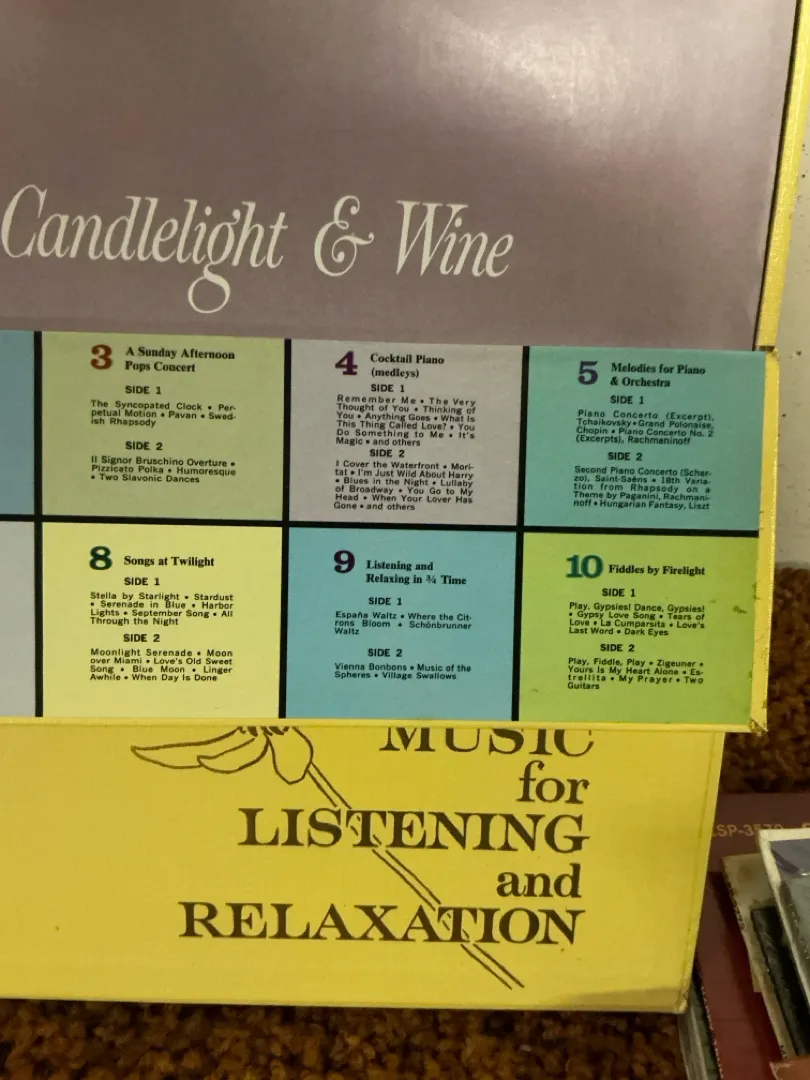 Candlelight & Wine
3 A Sunday Afternoon
Pops Concert
SIDE 1
The Syncopated Clock • Per-
petual Motion • Pavan • Swed-
ish Rhapsody
SIDE 2
Il Signor Bruschino Overture •
Pizzicato Polka • Humoresque
• Two Slavonic Dances
4 Cocktail Piano
(medleys)
SIDE 1
Remember Me • The Very
Thought of You • Thinking of
You • Anything Goes • What Is
This Thing Called Love? • You
Do Something to Me • It's
Magic • and others
SIDE 2
I Cover the Waterfront • Mori-
tat • I'm Just Wild About Harry
• Blues in the Night • Lullaby
of Broadway • You Go to My
Head • When Your Lover Has
Gone • and others
5 Melodies for Piano
& Orchestra
SIDE 1
Piano Concerto (Excerpt),
Tchaikovsky • Grand Polonaise,
Chopin • Piano Concerto No. 2
(Excerpts), Rachmaninoff
SIDE 2
Second Piano Concerto (Scher-
zo), Saint-Saëns • 18th Varia-
tion from Rhapsody on a
Theme by Paganini, Rachmani-
noff • Hungarian Fantasy, Liszt
8 Songs at Twilight
SIDE 1
Stella by Starlight • Stardust
• Serenade in Blue • Harbor
Lights • September Song • All
Through the Night
SIDE 2
Moonlight Serenade • Moon
over Miami • Love's Old Sweet
Song • Blue Moon • Linger
Awhile • When Day Is Done
9 Listening and
Relaxing in ¾ Time
SIDE 1
España Waltz • Where the Cit-
rons Bloom • Schönbrunner
Waltz
SIDE 2
Vienna Bonbons • Music of the
Spheres • Village Swallows
10 Fiddles by Firelight
SIDE 1
Play, Gypsies! Dance, Gypsies!
• Gypsy Love Song • Tears of
Love • La Cumparsita • Love's
Last Word • Dark Eyes
SIDE 2
Play, Fiddle, Play • Zigeuner •
Yours Is My Heart Alone • Es-
trellita • My Prayer • Two
Guitars
MUSIC
for
LISTENING
and
RELAXATION